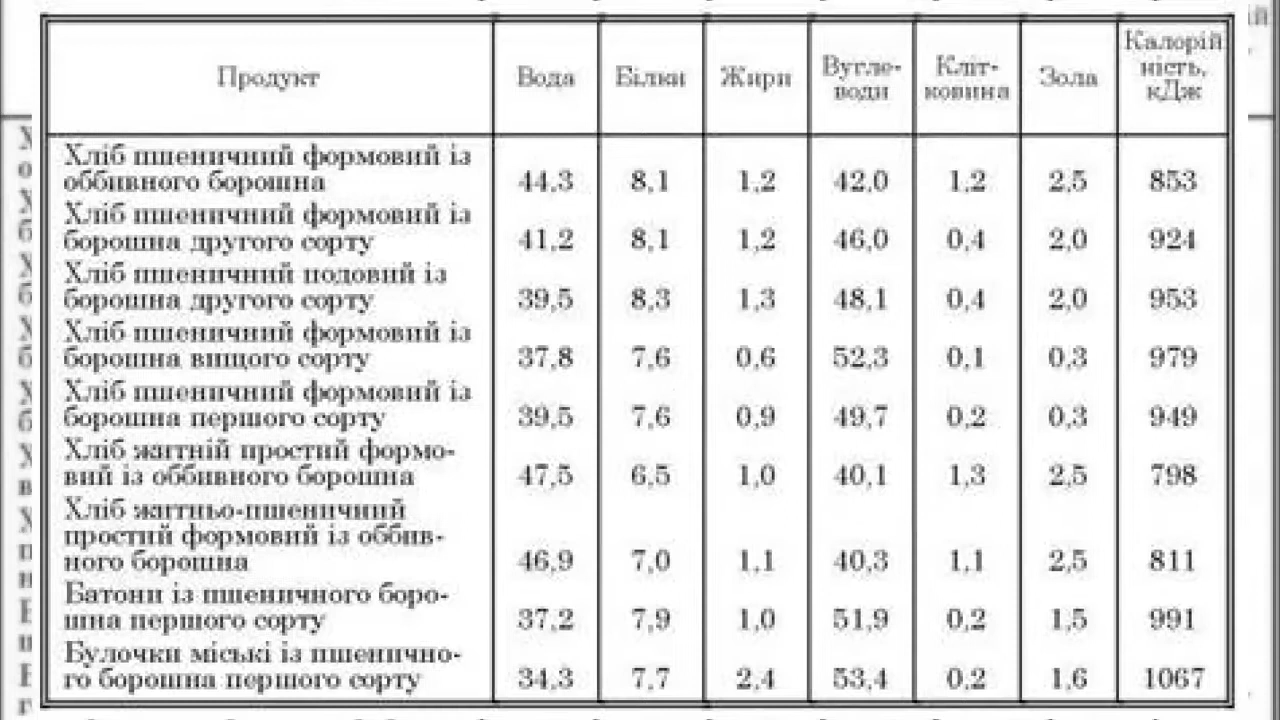 Продукт Вода Білки Жири Вугле- Кліт- Зола Калорій
води ковина ність,
кДж
Хліб пшеничний формовий із
оббивного борошна 44,3 8,1 1,2 42,0 1,2 2,5 853
Хліб пшеничний формовий із
борошна другого сорту 41,2 8,1 1,2 46,0 0,4 2,0 924
Хліб пшеничний подовий із
борошна другого сорту 39,5 8,3 1,3 48,1 0,4 2,0 953
Хліб пшеничний формовий із
борошна вищого сорту 37,8 7,6 0,6 52,3 0,1 0,3 979
Хліб пшеничний формовий із
борошна першого сорту 39,5 7,6 0,9 49,7 0,2 0,3 949
Хліб житній простий формо-
вий із оббивного борошна 47,5 6,5 1,0 40,1 1,3 2,5 798
Хліб житньо-пшеничний
простий формовий із оббив-
ного борошна 46,9 7,0 1,1 40,3 1,1 2,5 811
Батони із пшеничного боро-
шна першого сорту 37,2 7,9 1,0 51,9 0,2 1,5 991
Булочки міські із пшенично-
го борошна першого сорту 34,3 7,7 2,4 53,4 0,2 1,6 1067